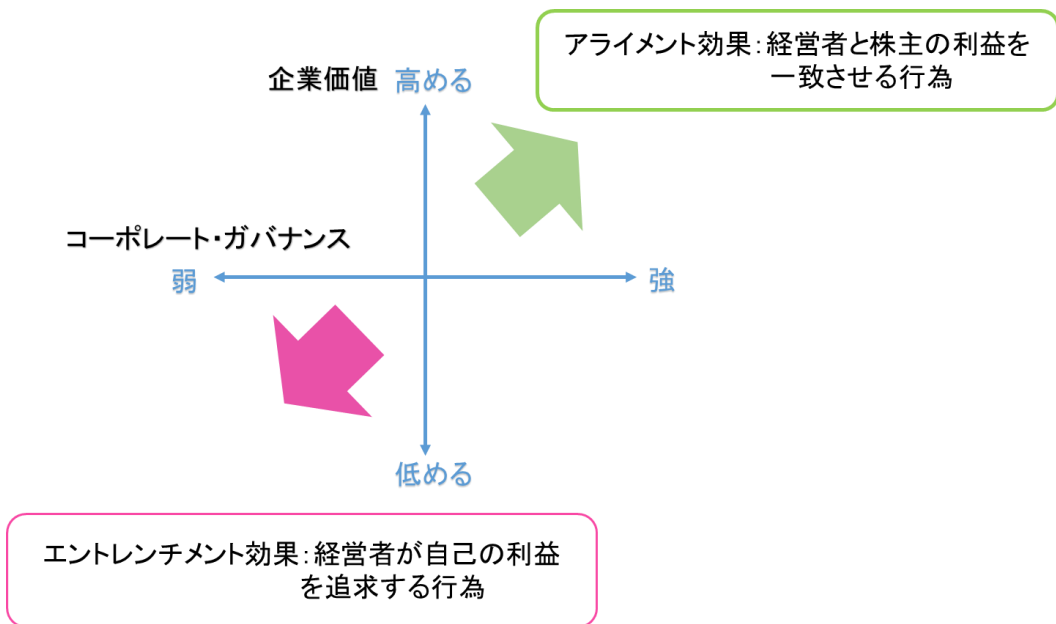 アライメント効果:経営者と株主の利益を
一致させる行為
企業価値 高める
コーポレート・ガバナンス
弱
強
低める
エントレンチメント効果:経営者が自己の利益
を追求する行為